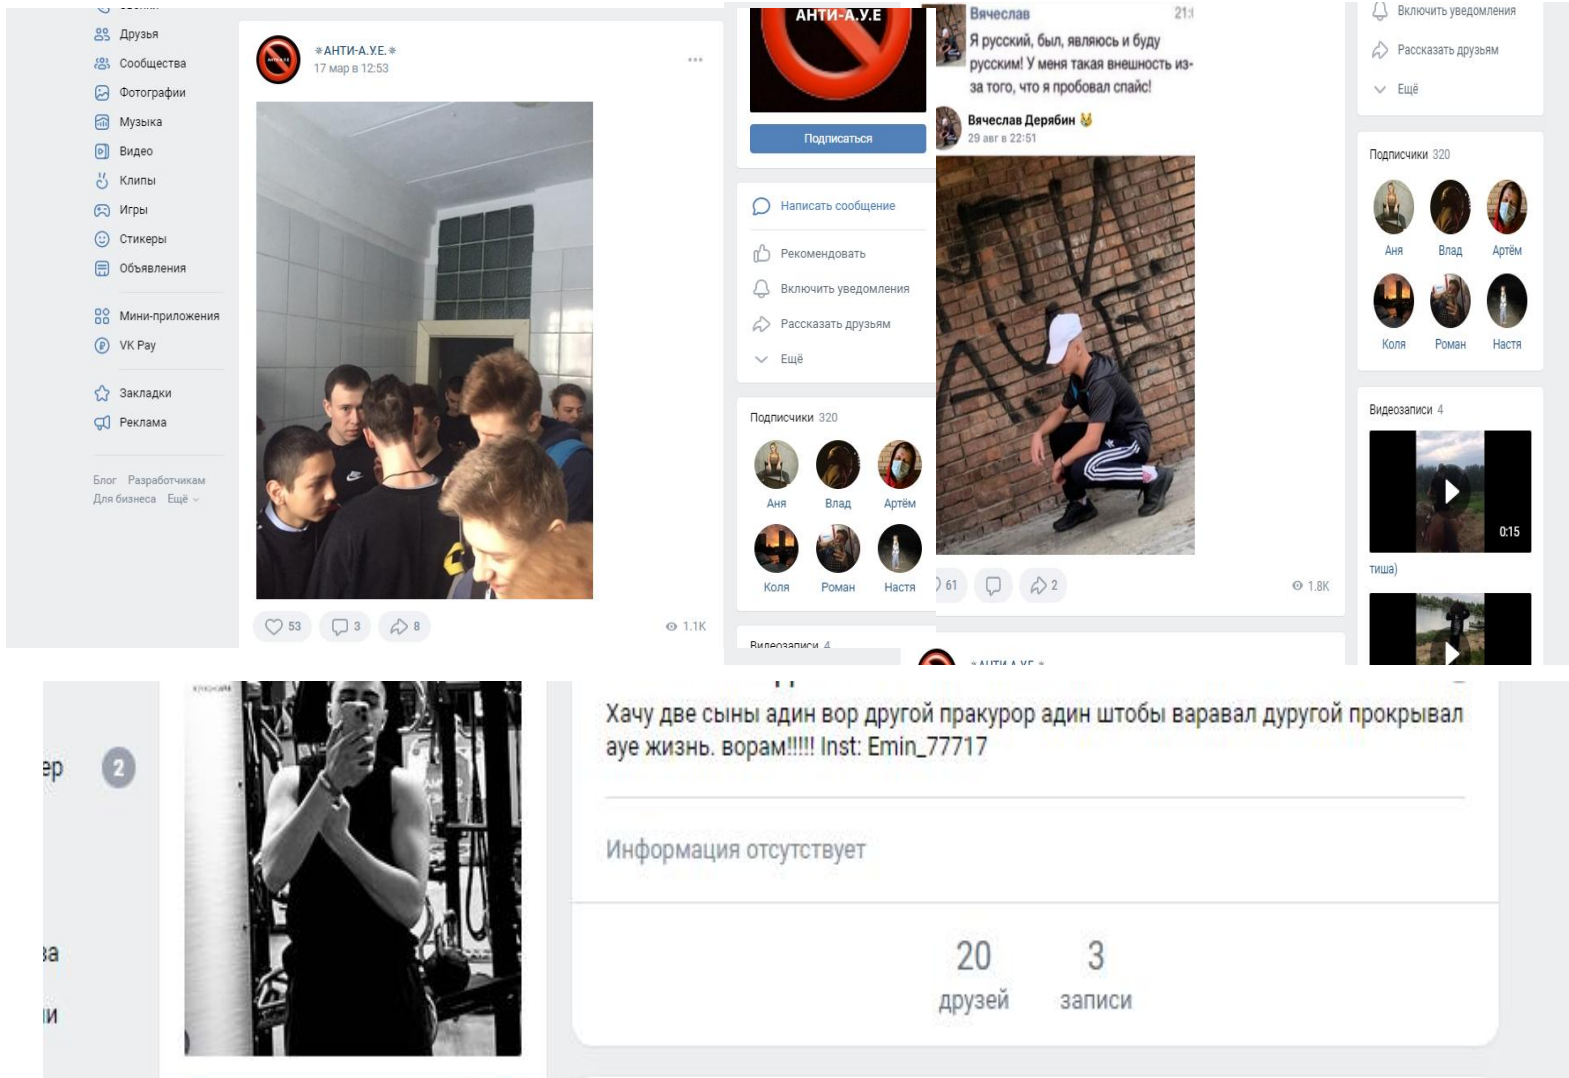 Друзья
Сообщества
Фотографии
Музыка
Видео
Клипы
Игры
Стикеры
Объявления
Мини-приложения
VK Pay
Закладки
Реклама
Блог Разработчикам
Для бизнеса Ещё
✵АНТИ-А.У.Е.✵
17 мар в 12:53
53 3 8 1.1K
АНТИ-А.У.Е
Подписаться
Написать сообщение
Рекомендовать
Включить уведомления
Рассказать друзьям
Ещё
Подписчики 320
Аня Влад Артём
Коля Роман Настя
Видеозаписи 4
Вячеслав
Я русский, был, являюсь и буду
русским! У меня такая внешность из-
за того, что я пробовал спайс!
Вячеслав Дерябин
29 авг в 22:51
61 2 1.8K
Включить уведомления
Рассказать друзьям
Ещё
Подписчики 320
Аня Влад Артём
Коля Роман Настя
Видеозаписи 4
0:15
тиша)
ер 2
ва
и
Хачу две сыны адин вор другой пракурор адин штобы варавал дуругой прокрывал
ауе жизнь. ворам!!!!! Inst: Emin_77717
Информация отсутствует
20 3
друзей записи